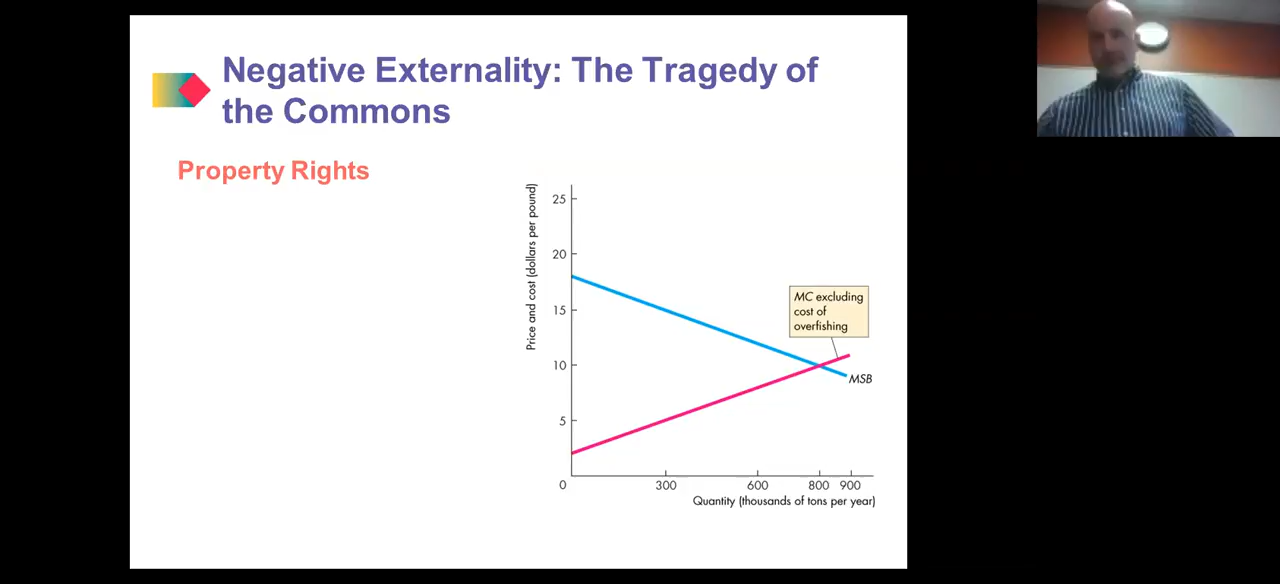 Negative Externality: The Tragedy of
the Commons
Property Rights
Price and cost (dollars per pound)
25
20
15
10
5
0
MC excluding
cost of
overfishing
MSB
300
600
800
900
Quantity (thousands of tons per year)